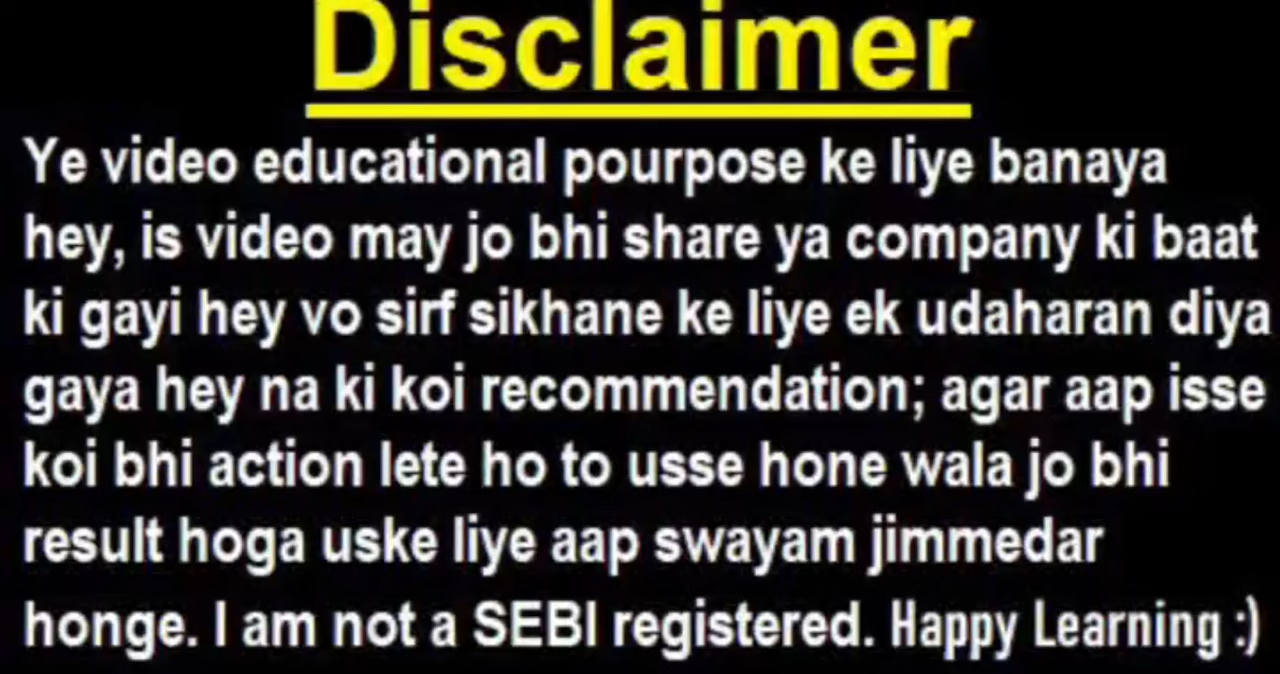 Disclaimer
Ye video educational pourpose ke liye banaya
hey, is video may jo bhi share ya company ki baat
ki gayi hey vo sirf sikhane ke liye ek udaharan diya
gaya hey na ki koi recommendation; agar aap isse
koi bhi action lete ho to usse hone wala jo bhi
result hoga uske liye aap swayam jimmedar
honge. I am not a SEBI registered. Happy Learning :)